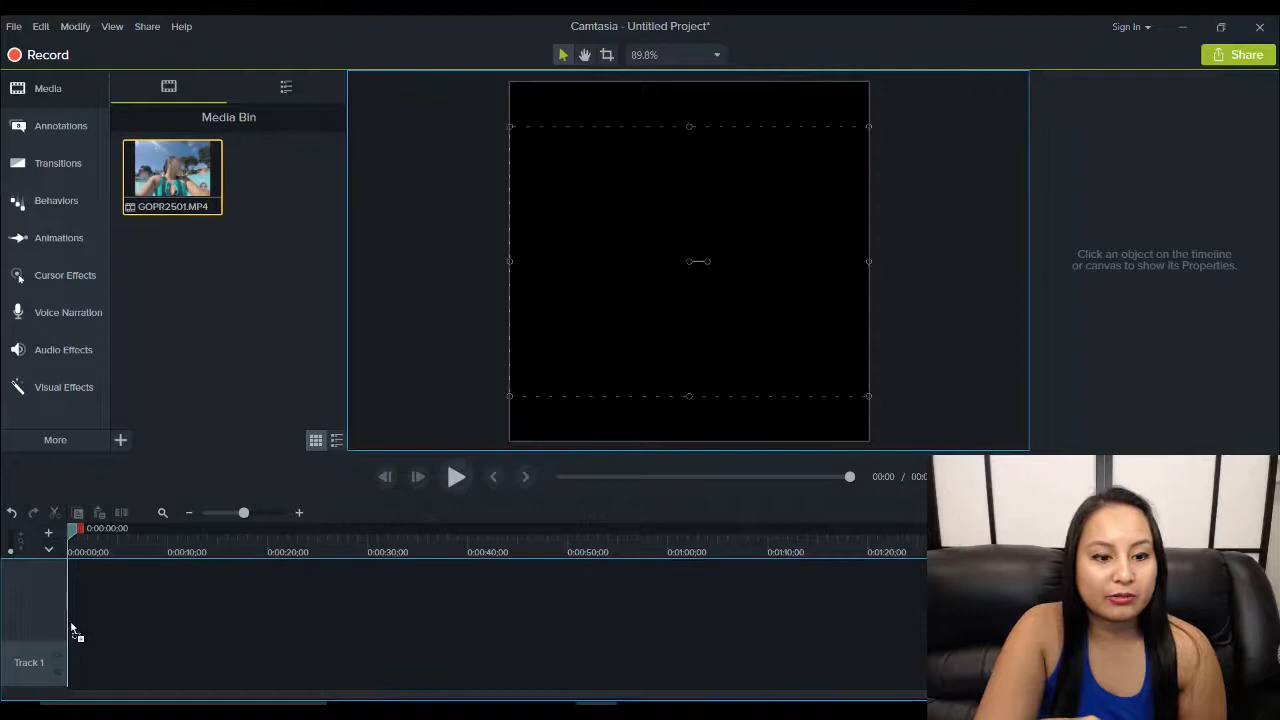 File Edit Modify View Share Help
Camtasia - Untitled Project*
Sign In
Record
89.8%
Share
Media
Annotations
Transitions
Behaviors
Animations
Cursor Effects
Voice Narration
Audio Effects
Visual Effects
More
Media Bin
GOPR2501.MP4
Click an object on the timeline
or canvas to show its Properties.
00:00 / 00:0
0:00:00;00
0:00:00;00 0:00:10;00 0:00:20;00 0:00:30;00 0:00:40;00 0:00:50;00 0:01:00;00 0:01:10;00 0:01:20;00
Track 1